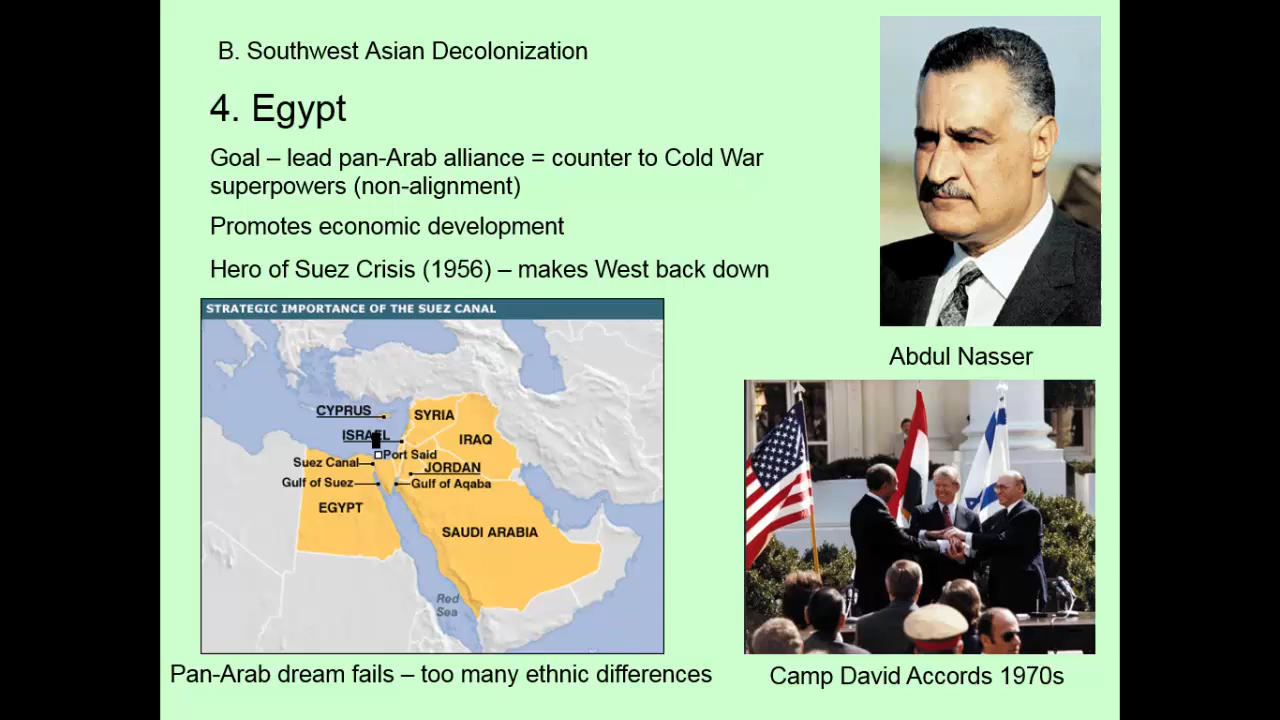 B. Southwest Asian Decolonization
4. Egypt
Goal – lead pan-Arab alliance = counter to Cold War
superpowers (non-alignment)
Promotes economic development
Hero of Suez Crisis (1956) – makes West back down
STRATEGIC IMPORTANCE OF THE SUEZ CANAL
CYPRUS
SYRIA
ISRAEL
IRAQ
Port Said
Suez Canal
JORDAN
Gulf of Suez
Gulf of Aqaba
EGYPT
SAUDI ARABIA
Red
Sea
Pan-Arab dream fails – too many ethnic differences
Abdul Nasser
Camp David Accords 1970s